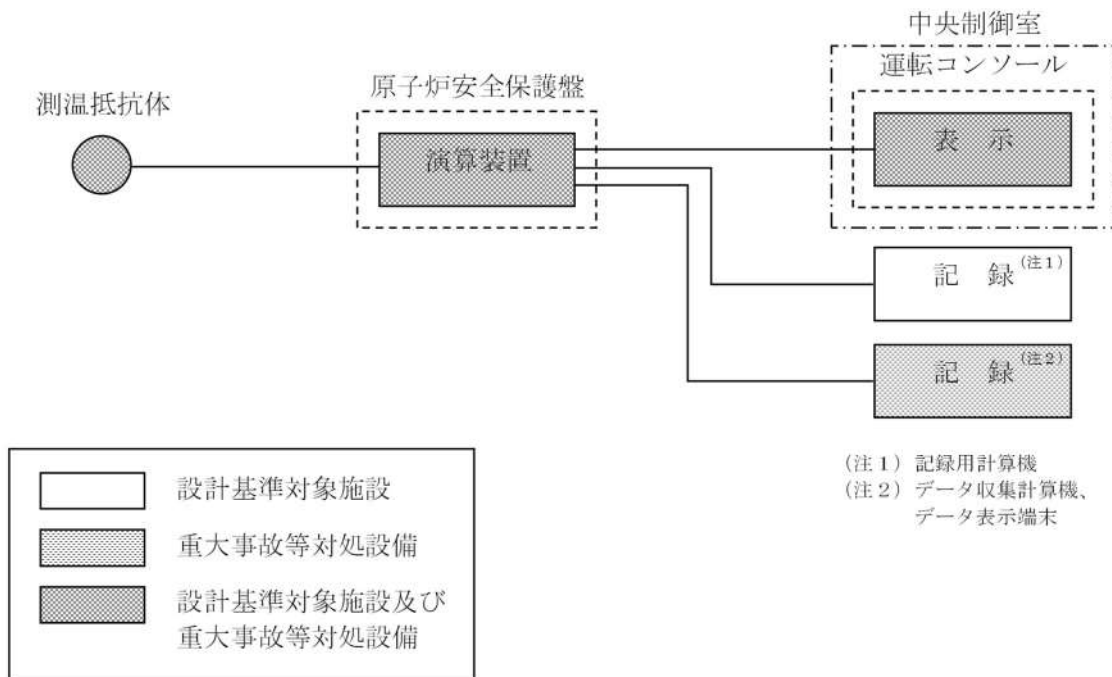 中央制御室
運転コンソール
原子炉安全保護盤
測温抵抗体
演算装置
表 示
記 録(注1)
記 録(注2)
(注1) 記録用計算機
(注2) データ収集計算機、
データ表示端末
設計基準対象施設
重大事故等対処設備
設計基準対象施設及び
重大事故等対処設備